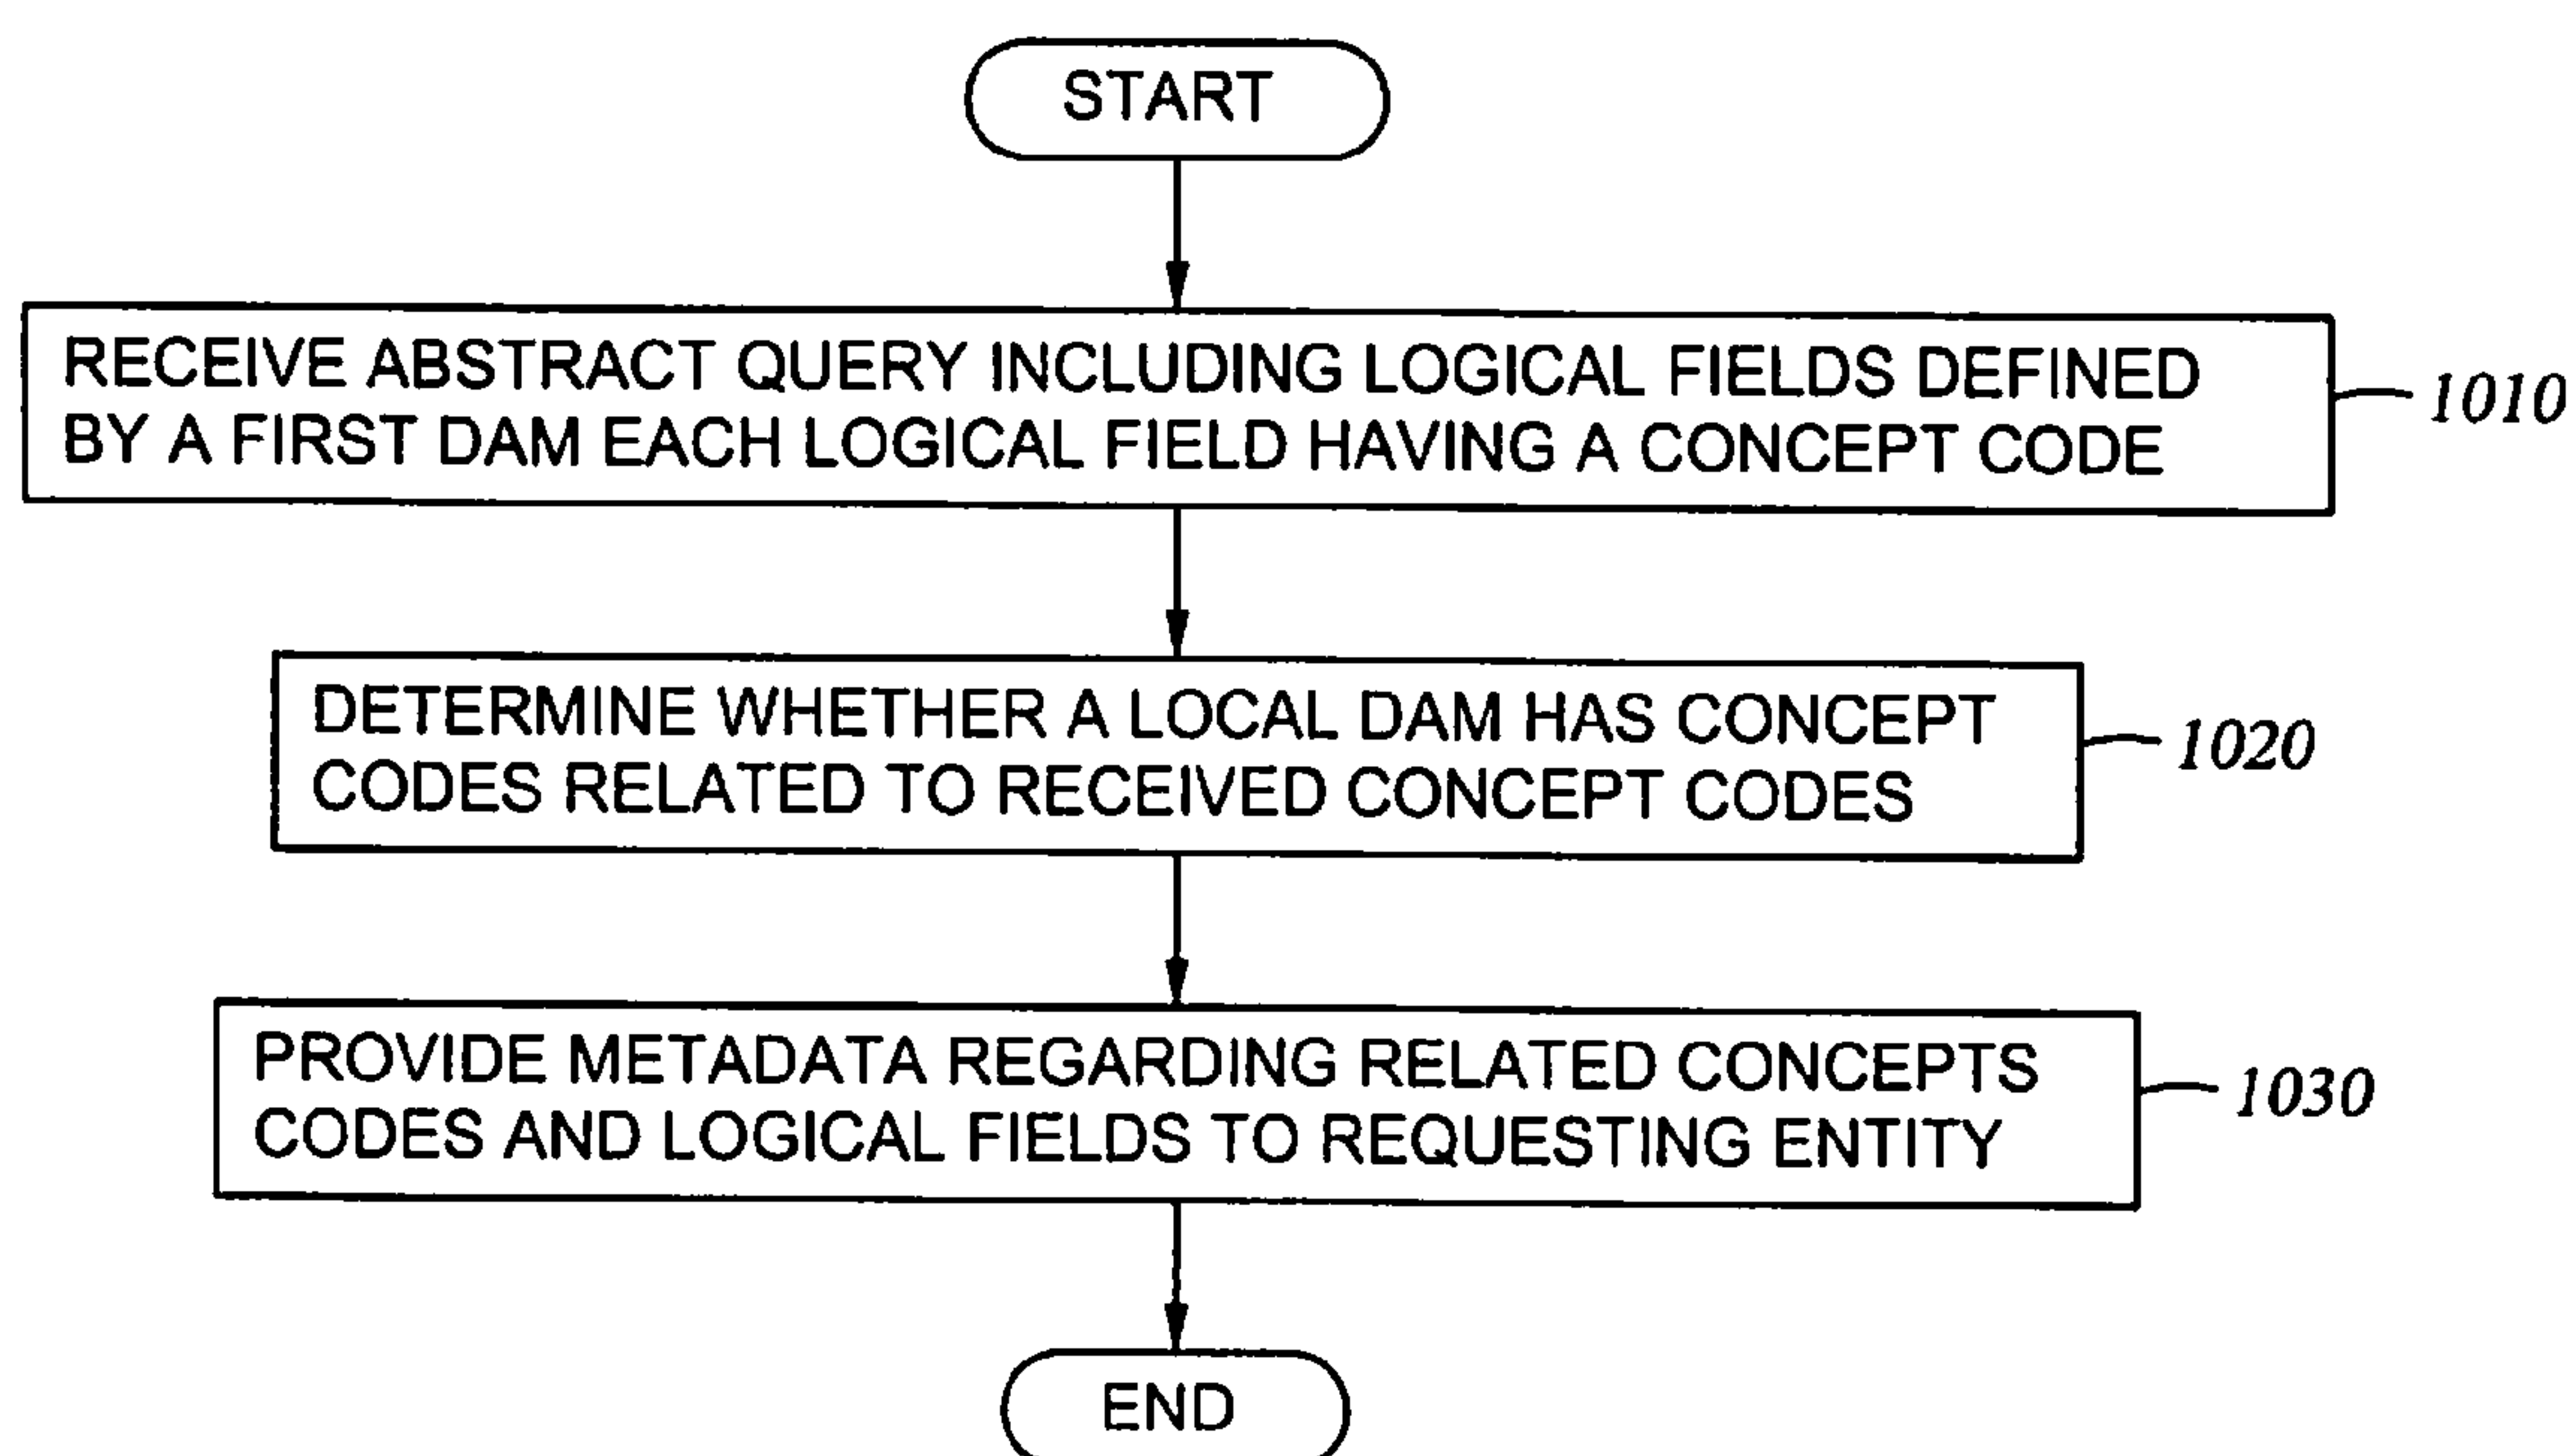 START
RECEIVE ABSTRACT QUERY INCLUDING LOGICAL FIELDS DEFINED
BY A FIRST DAM EACH LOGICAL FIELD HAVING A CONCEPT CODE
1010
DETERMINE WHETHER A LOCAL DAM HAS CONCEPT
CODES RELATED TO RECEIVED CONCEPT CODES
1020
PROVIDE METADATA REGARDING RELATED CONCEPTS
CODES AND LOGICAL FIELDS TO REQUESTING ENTITY
1030
END